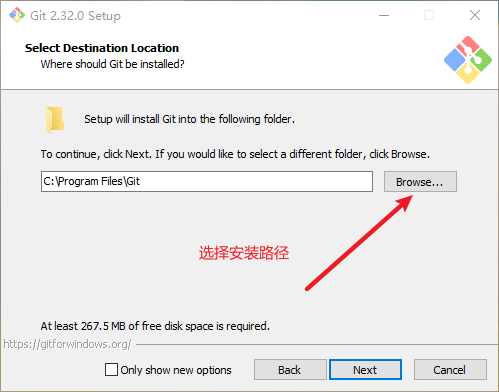 Git 2.32.0 Setup
Select Destination Location
Where should Git be installed?
Setup will install Git into the following folder.
To continue, click Next. If you would like to select a different folder, click Browse.
C:\Program Files\Git
Browse...
选择安装路径
At least 267.5 MB of free disk space is required.
https://gitforwindows.org/
Only show new options
Back
Next
Cancel